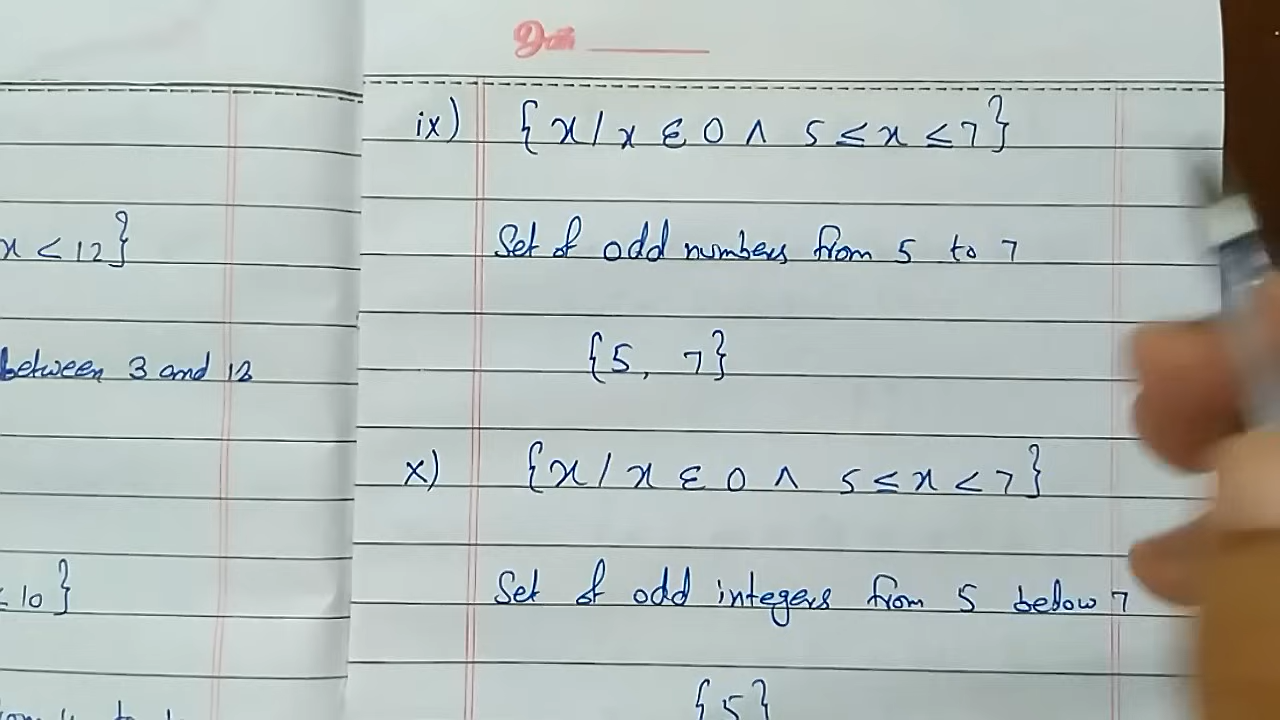 ix) {x / x ε O ∧ 5 ≤ x ≤ 7}
x < 12}
Set of odd numbers from 5 to 7
{5, 7}
between 3 and 12
x) {x / x ε O ∧ 5 ≤ x < 7}
10}
Set of odd integers from 5 below 7
{5}